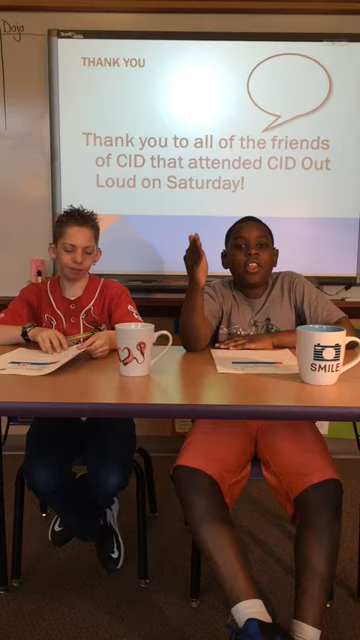 Dojo
THANK YOU
Thank you to all of the friends
of CID that attended CID Out
Loud on Saturday!
SMILE